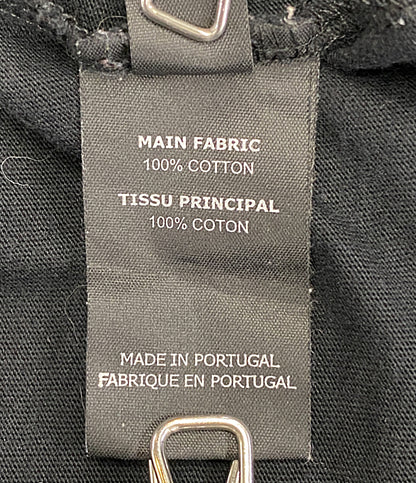 MAIN FABRIC
100% COTTON
TISSU PRINCIPAL
100% COTON
MADE IN PORTUGAL
FABRIQUE EN PORTUGAL